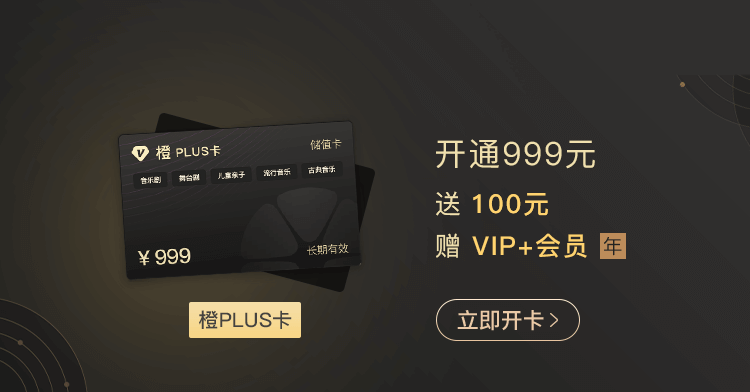 橙 PLUS卡
储值卡
音乐剧 舞台剧 儿童亲子 流行音乐 古典音乐
¥999
长期有效
橙PLUS卡
开通999元
送 100元
赠 VIP+会员 年
立即开卡>